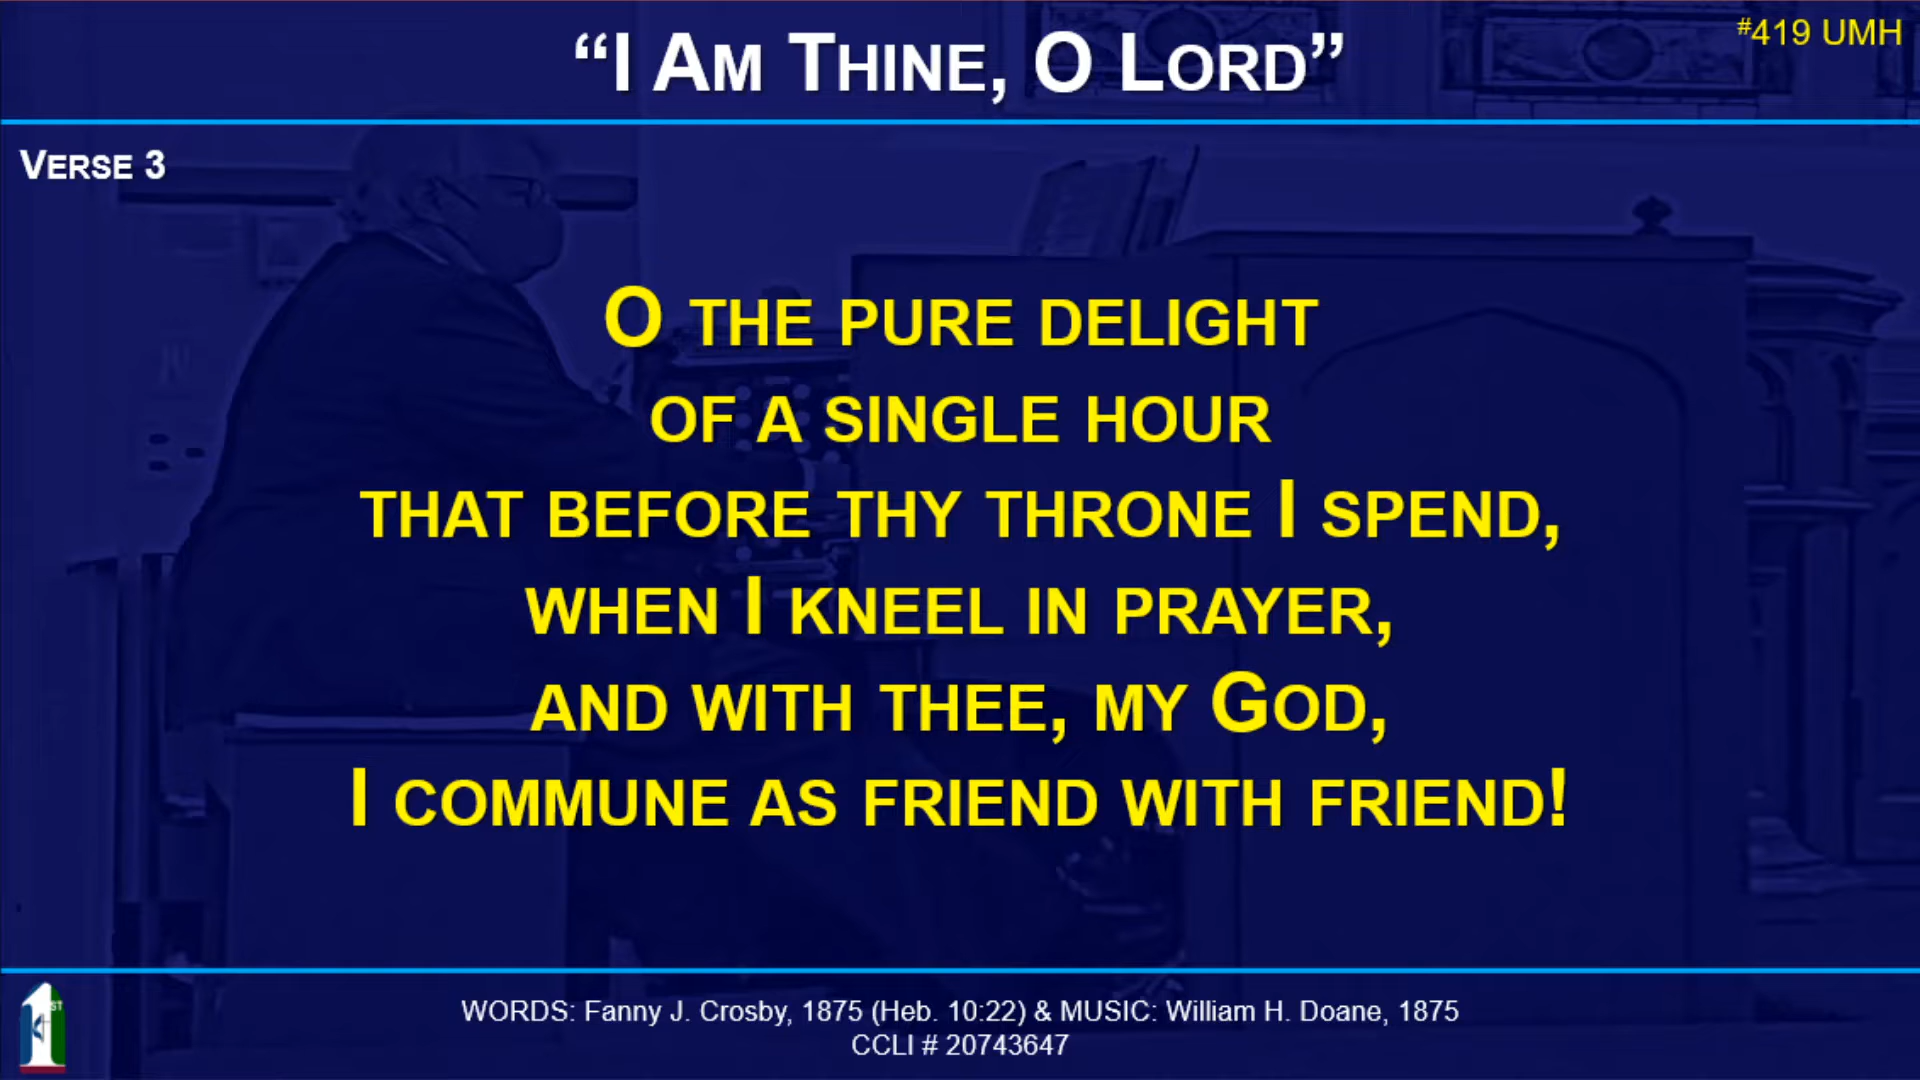 “I Am Thine, O Lord”
#419 UMH
Verse 3
O the pure delight
of a single hour
that before thy throne I spend,
when I kneel in prayer,
and with thee, my God,
I commune as friend with friend!
1ST
WORDS: Fanny J. Crosby, 1875 (Heb. 10:22) & MUSIC: William H. Doane, 1875
CCLI # 20743647